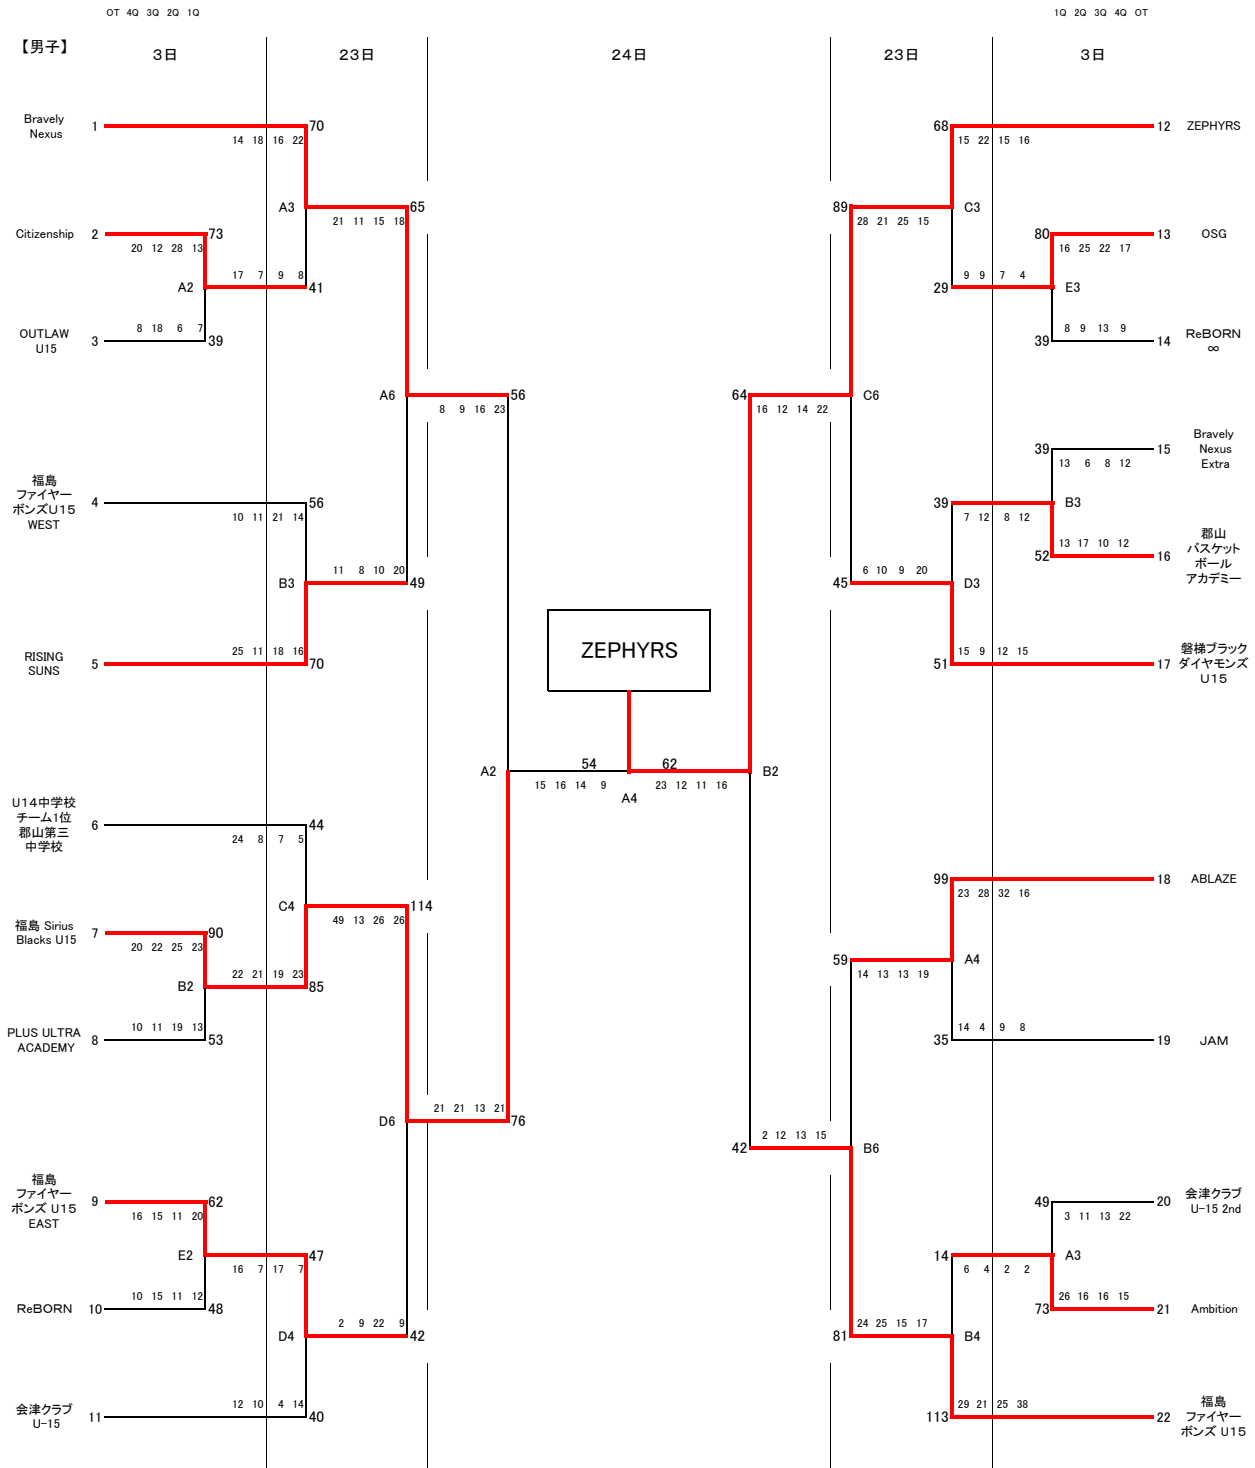 OT 4Q 3Q 2Q 1Q
1Q 2Q 3Q 4Q OT
【男子】
3日
23日
24日
23日
3日
Bravely
Nexus
1
70
14 18 16 22
A3
21 11 15 18
65
Citizenship
2
73
20 12 28 13
A2
17 7 9 8
41
OUTLAW
U15
3
8 18 6 7
39
A6
8 9 16 23
56
福島
ファイヤー
ボンズU15
WEST
4
56
10 11 21 14
B3
11 8 10 20
49
RISING
SUNS
5
25 11 18 16
70
ZEPHYRS
A2
54
62
B2
15 16 14 9
A4
23 12 11 16
U14中学校
チーム1位
郡山第三
中学校
6
44
24 8 7 5
C4
49 13 26 26
114
福島 Sirius
Blacks U15
7
90
20 22 25 23
B2
22 21 19 23
85
PLUS ULTRA
ACADEMY
8
10 11 19 13
53
D6
21 21 13 21
76
福島
ファイヤー
ボンズ U15
EAST
9
62
16 15 11 20
E2
47
16 7 17 7
ReBORN
10
10 15 11 12
48
D4
2 9 22 9
42
会津クラブ
U-15
11
12 10 4 14
40
68
15 22 15 16
12
ZEPHYRS
89
28 21 25 15
C3
80
16 25 22 17
13
OSG
29
9 9 7 4
E3
39
8 9 13 9
14
ReBORN
∞
64
16 12 14 22
C6
39
13 6 8 12
15
Bravely
Nexus
Extra
39
7 12 8 12
B3
52
13 17 10 12
16
郡山
バスケット
ボール
アカデミー
45
6 10 9 20
D3
51
15 9 12 15
17
磐梯ブラック
ダイヤモンズ
U15
99
23 28 32 16
18
ABLAZE
59
14 13 13 19
A4
35
14 4 9 8
19
JAM
42
2 12 13 15
B6
49
3 11 13 22
20
会津クラブ
U-15 2nd
14
6 4 2 2
A3
73
26 16 16 15
21
Ambition
81
24 25 15 17
B4
113
29 21 25 38
22
福島
ファイヤー
ボンズ U15